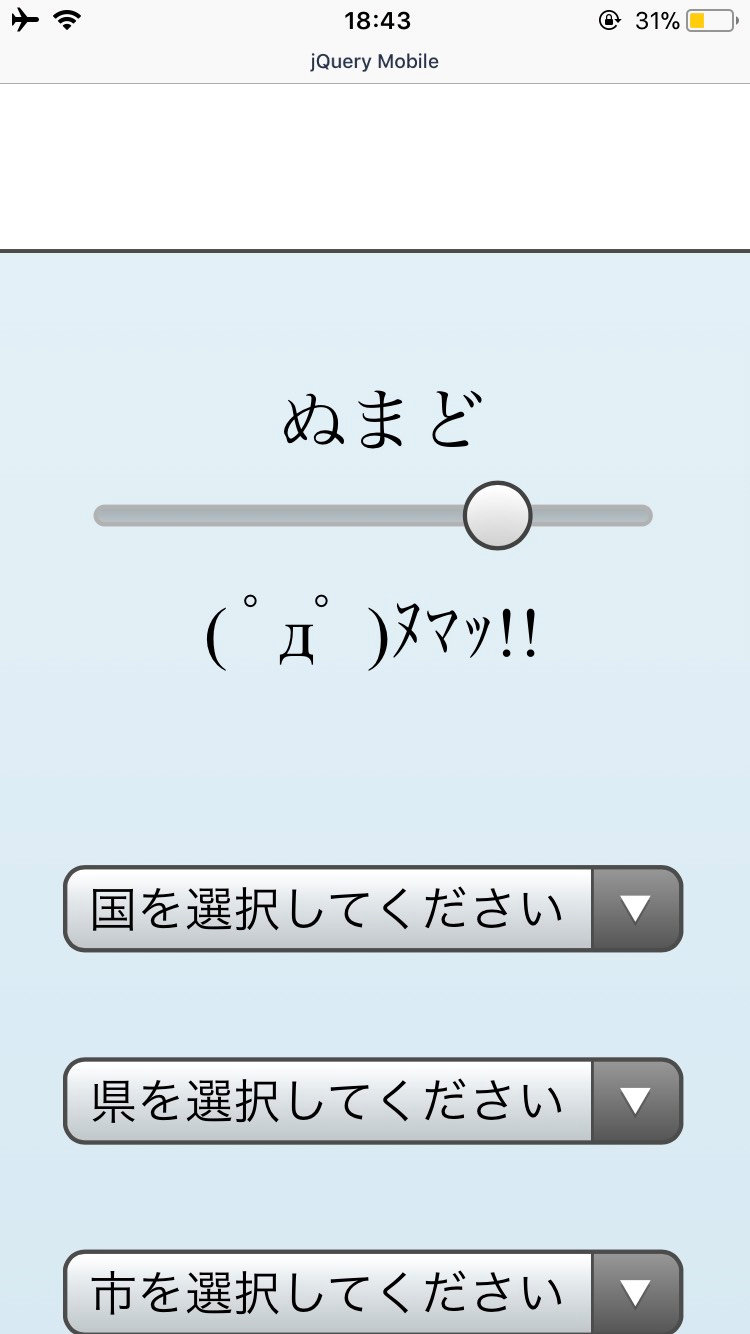 18:43 31%
jQuery Mobile
ぬまど
( ﾟдﾟ )ﾇﾏｯ!!
国を選択してください ▼
県を選択してください ▼
市を選択してください ▼